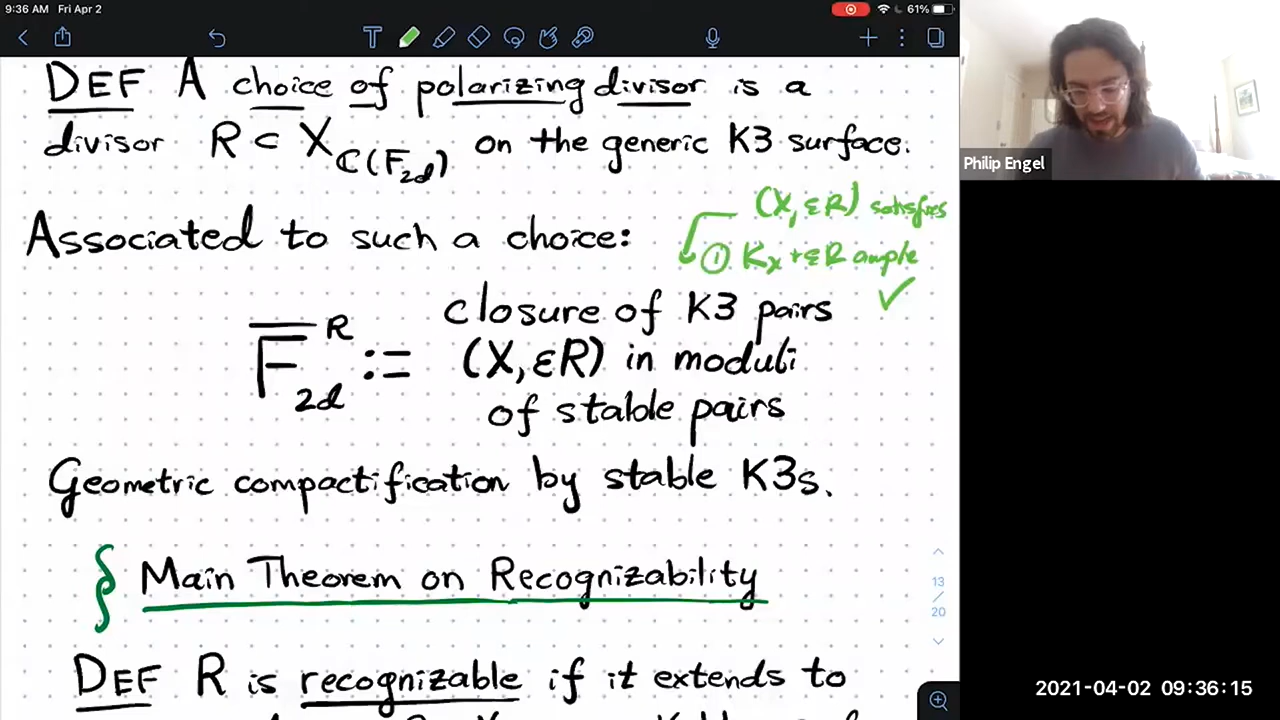 9:36 AM Fri Apr 2
61%
DEF A choice of polarizing divisor is a
divisor R ⊂ X_{ℂ(F_{2d})} on the generic K3 surface.
(X, εR) satisfies
① K_X + εR ample
✓
Associated to such a choice:
F̄^R_{2d} := closure of K3 pairs
(X, εR) in moduli
of stable pairs
Geometric compactification by stable K3s.
§ Main Theorem on Recognizability
DEF R is recognizable if it extends to
13
/
20
Philip Engel
2021-04-02 09:36:15